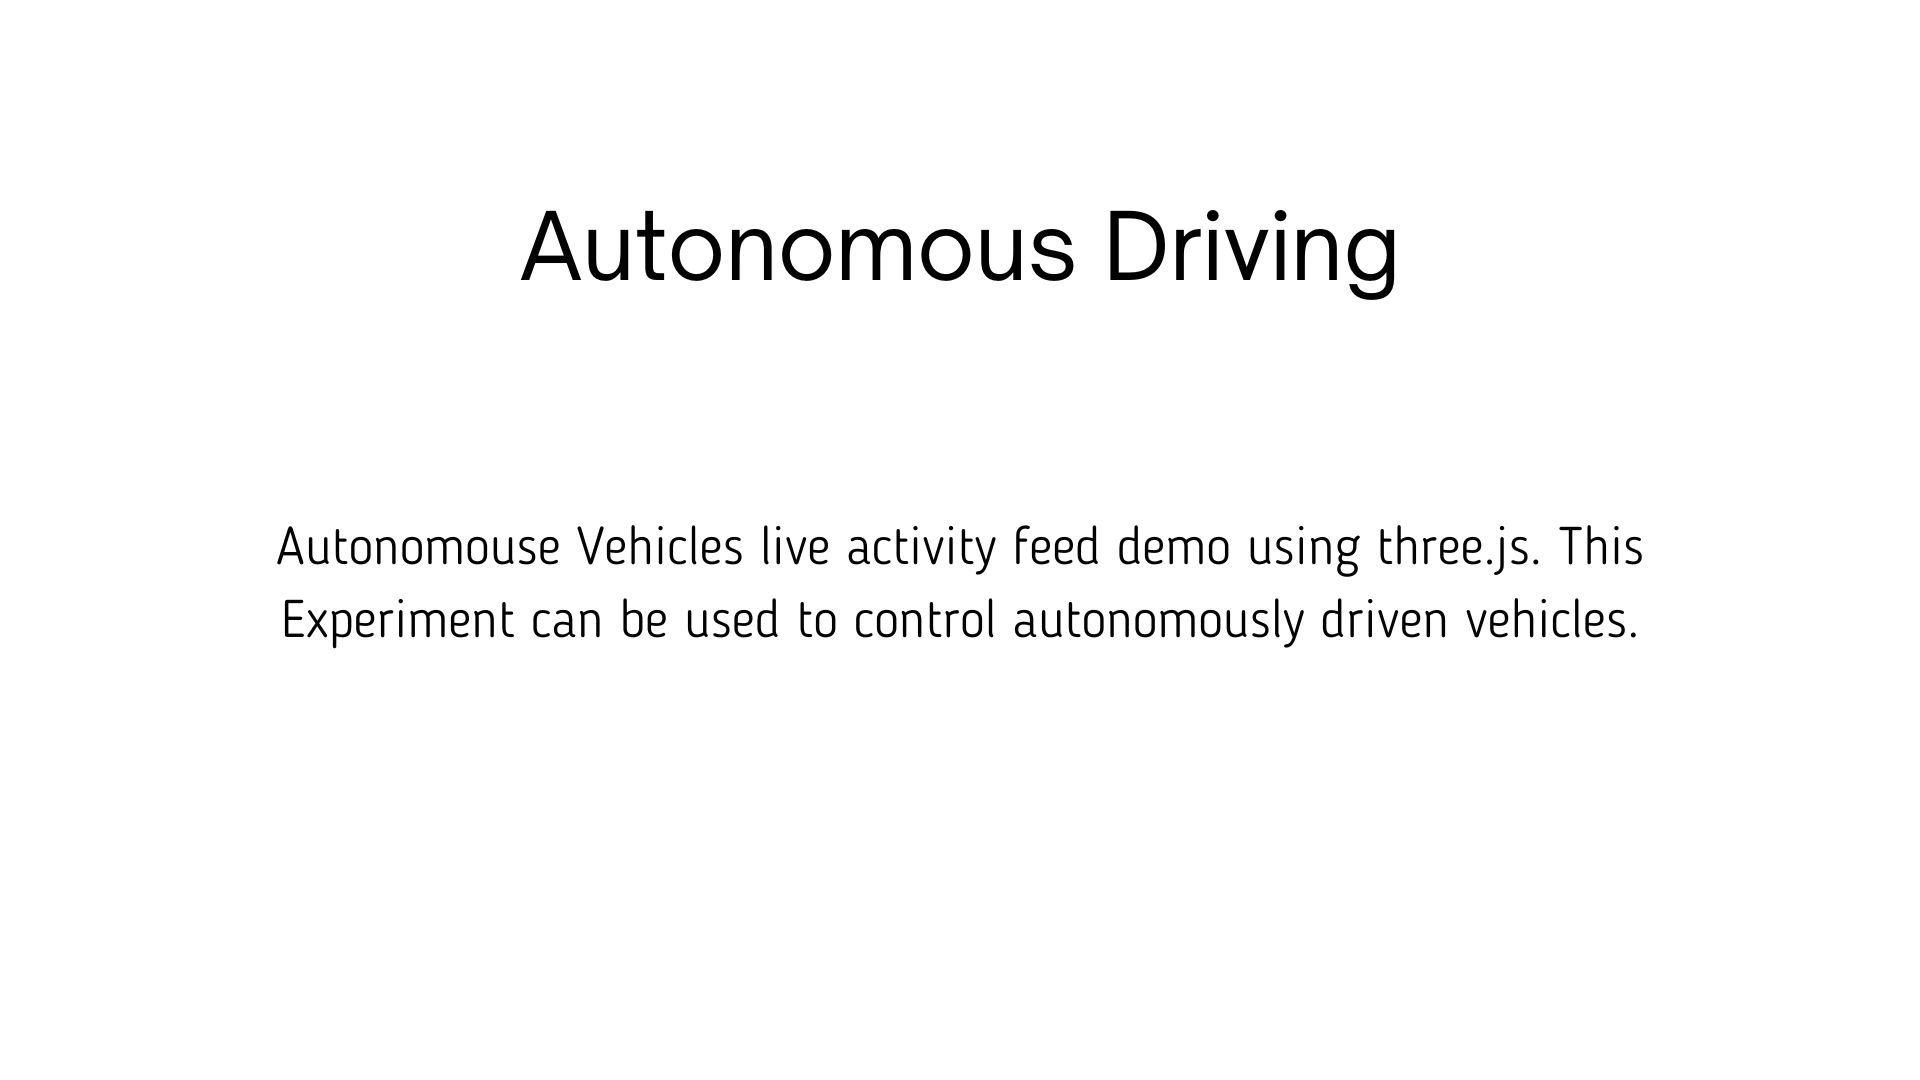 Autonomous Driving
Autonomouse Vehicles live activity feed demo using three.js. This
Experiment can be used to control autonomously driven vehicles.